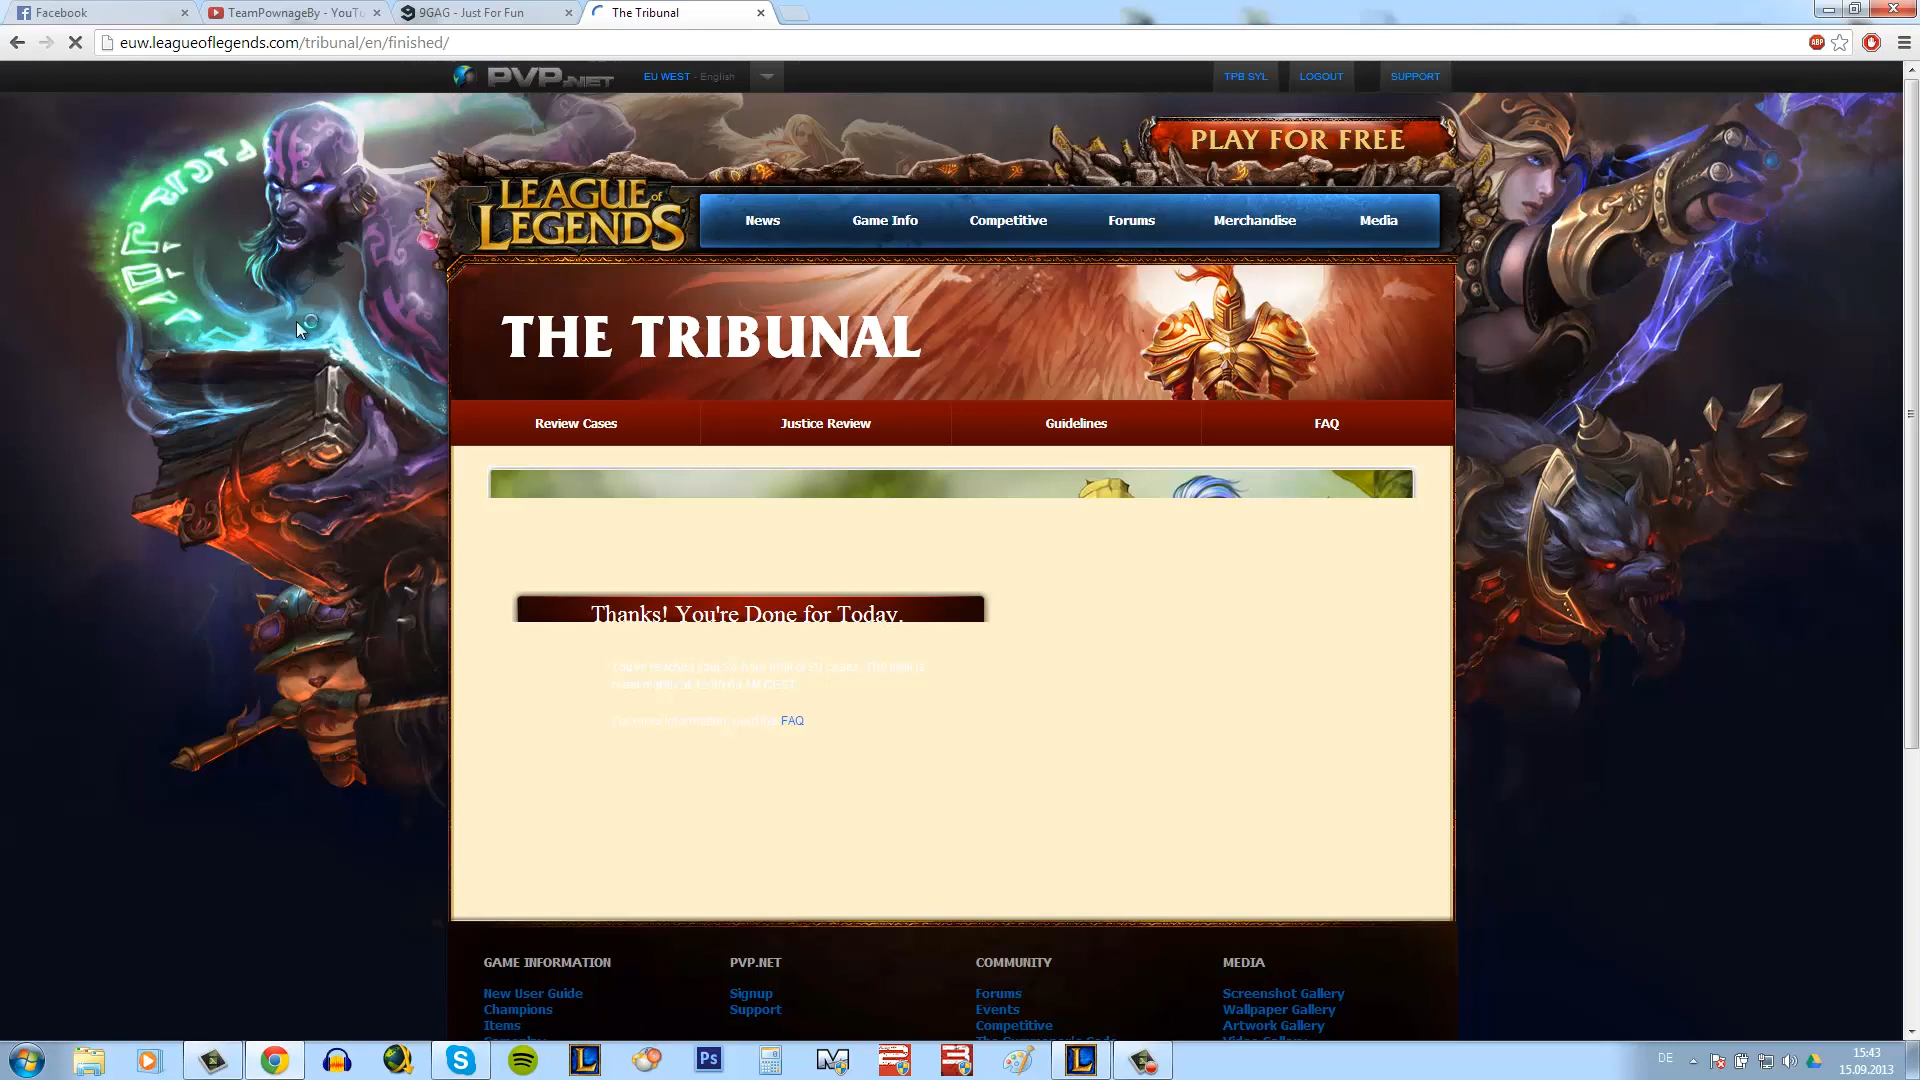 Facebook
TeamPownageBy - YouTu
9GAG - Just For Fun
The Tribunal
euw.leagueoflegends.com/tribunal/en/finished/
ABP
PVP.NET
EU WEST - English
TPB SYL
LOGOUT
SUPPORT
PLAY FOR FREE
LEAGUE of LEGENDS
News
Game Info
Competitive
Forums
Merchandise
Media
THE TRIBUNAL
Review Cases
Justice Review
Guidelines
FAQ
Thanks! You're Done for Today.
FAQ
GAME INFORMATION
PVP.NET
COMMUNITY
MEDIA
New User Guide
Signup
Forums
Screenshot Gallery
Champions
Support
Events
Wallpaper Gallery
Items
Competitive
Artwork Gallery
Ps
DE
15:43
15.09.2013